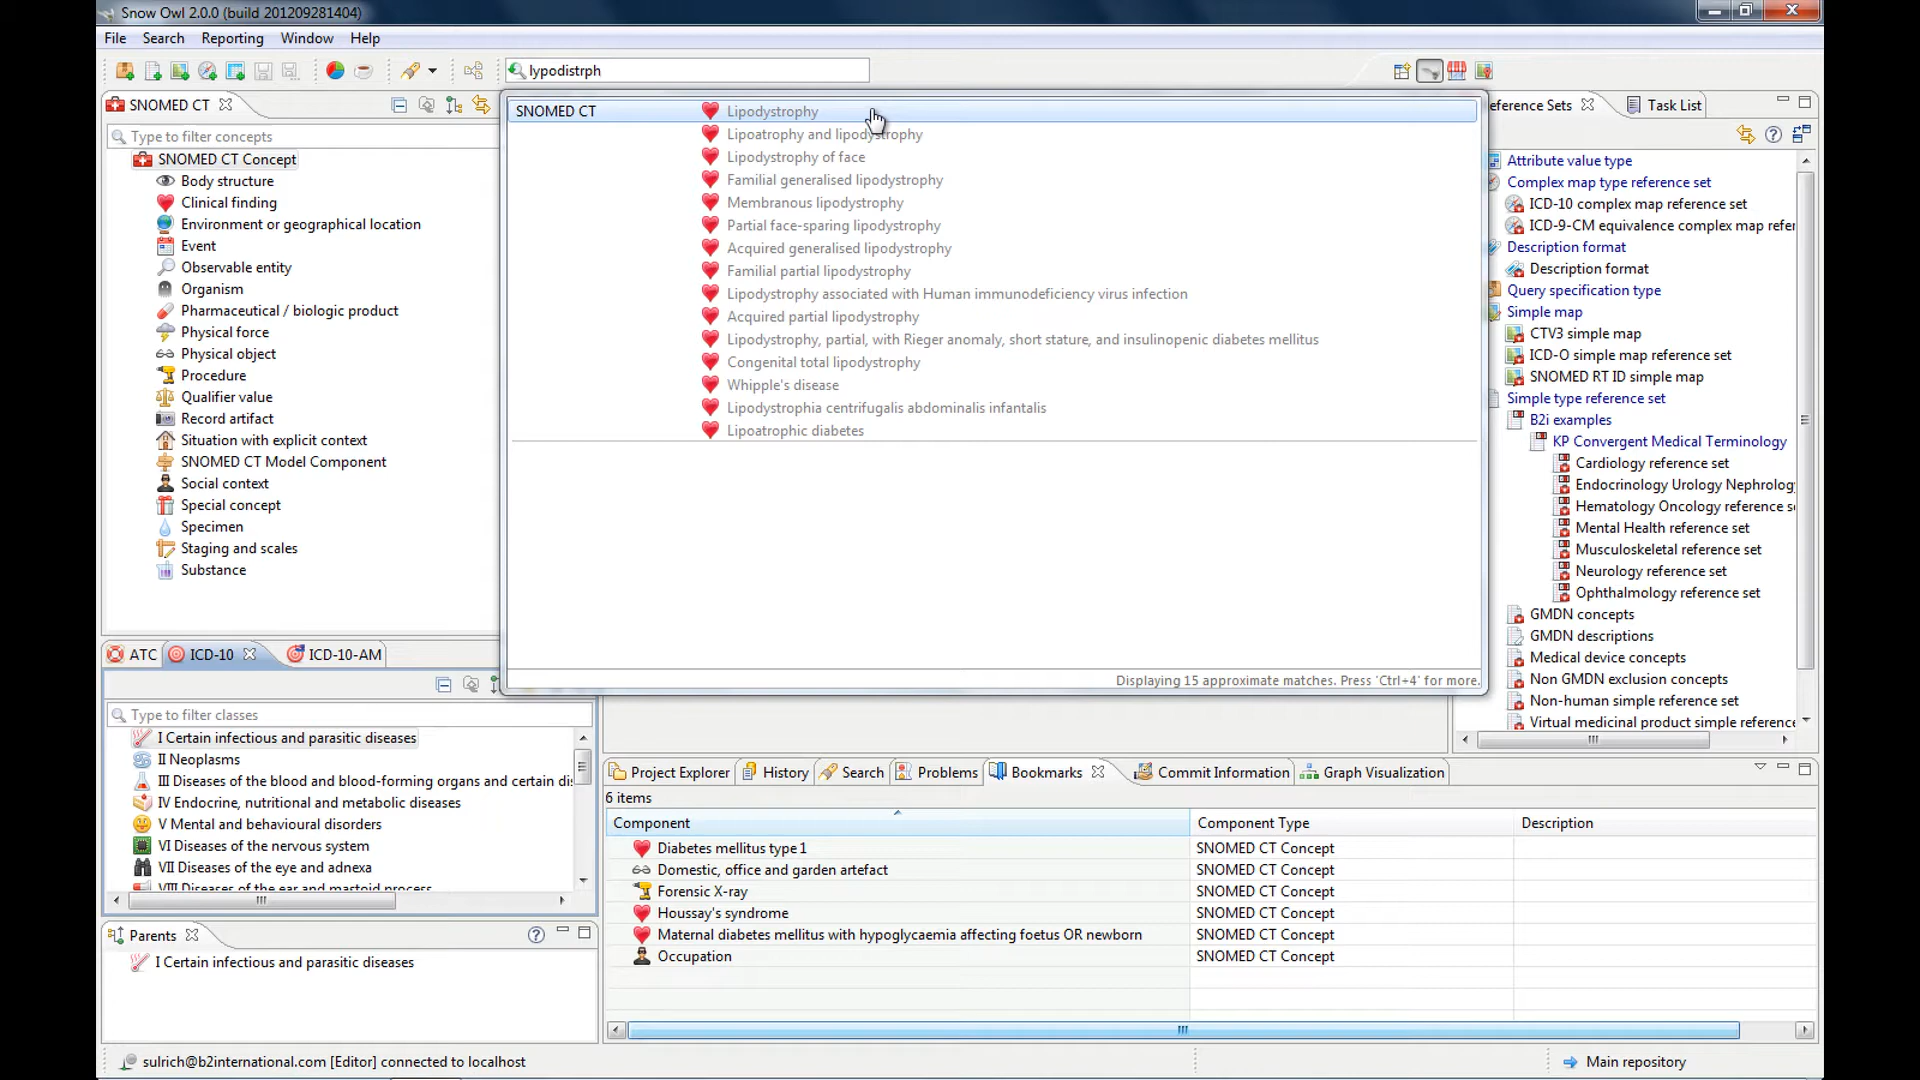 Snow Owl 2.0.0 (build 201209281404)
File Search Reporting Window Help
lypodistrph
SNOMED CT
Type to filter concepts
SNOMED CT Concept
Body structure
Clinical finding
Environment or geographical location
Event
Observable entity
Organism
Pharmaceutical / biologic product
Physical force
Physical object
Procedure
Qualifier value
Record artifact
Situation with explicit context
SNOMED CT Model Component
Social context
Special concept
Specimen
Staging and scales
Substance
SNOMED CT Lipodystrophy
Lipoatrophy and lipodystrophy
Lipodystrophy of face
Familial generalised lipodystrophy
Membranous lipodystrophy
Partial face-sparing lipodystrophy
Acquired generalised lipodystrophy
Familial partial lipodystrophy
Lipodystrophy associated with Human immunodeficiency virus infection
Acquired partial lipodystrophy
Lipodystrophy, partial, with Rieger anomaly, short stature, and insulinopenic diabetes mellitus
Congenital total lipodystrophy
Whipple's disease
Lipodystrophia centrifugalis abdominalis infantalis
Lipoatrophic diabetes
Displaying 15 approximate matches. Press 'Ctrl+4' for more.
eference Sets Task List
Attribute value type
Complex map type reference set
ICD-10 complex map reference set
ICD-9-CM equivalence complex map refer
Description format
Description format
Query specification type
Simple map
CTV3 simple map
ICD-O simple map reference set
SNOMED RT ID simple map
Simple type reference set
B2i examples
KP Convergent Medical Terminology
Cardiology reference set
Endocrinology Urology Nephrology
Hematology Oncology reference s
Mental Health reference set
Musculoskeletal reference set
Neurology reference set
Ophthalmology reference set
GMDN concepts
GMDN descriptions
Medical device concepts
Non GMDN exclusion concepts
Non-human simple reference set
Virtual medicinal product simple reference
ATC ICD-10 ICD-10-AM
Type to filter classes
I Certain infectious and parasitic diseases
II Neoplasms
III Diseases of the blood and blood-forming organs and certain dis
IV Endocrine, nutritional and metabolic diseases
V Mental and behavioural disorders
VI Diseases of the nervous system
VII Diseases of the eye and adnexa
VIII Diseases of the ear and mastoid process
Parents
I Certain infectious and parasitic diseases
Project Explorer History Search Problems Bookmarks Commit Information Graph Visualization
6 items
Component Component Type Description
Diabetes mellitus type 1 SNOMED CT Concept
Domestic, office and garden artefact SNOMED CT Concept
Forensic X-ray SNOMED CT Concept
Houssay's syndrome SNOMED CT Concept
Maternal diabetes mellitus with hypoglycaemia affecting foetus OR newborn SNOMED CT Concept
Occupation SNOMED CT Concept
sulrich@b2international.com [Editor] connected to localhost
Main repository